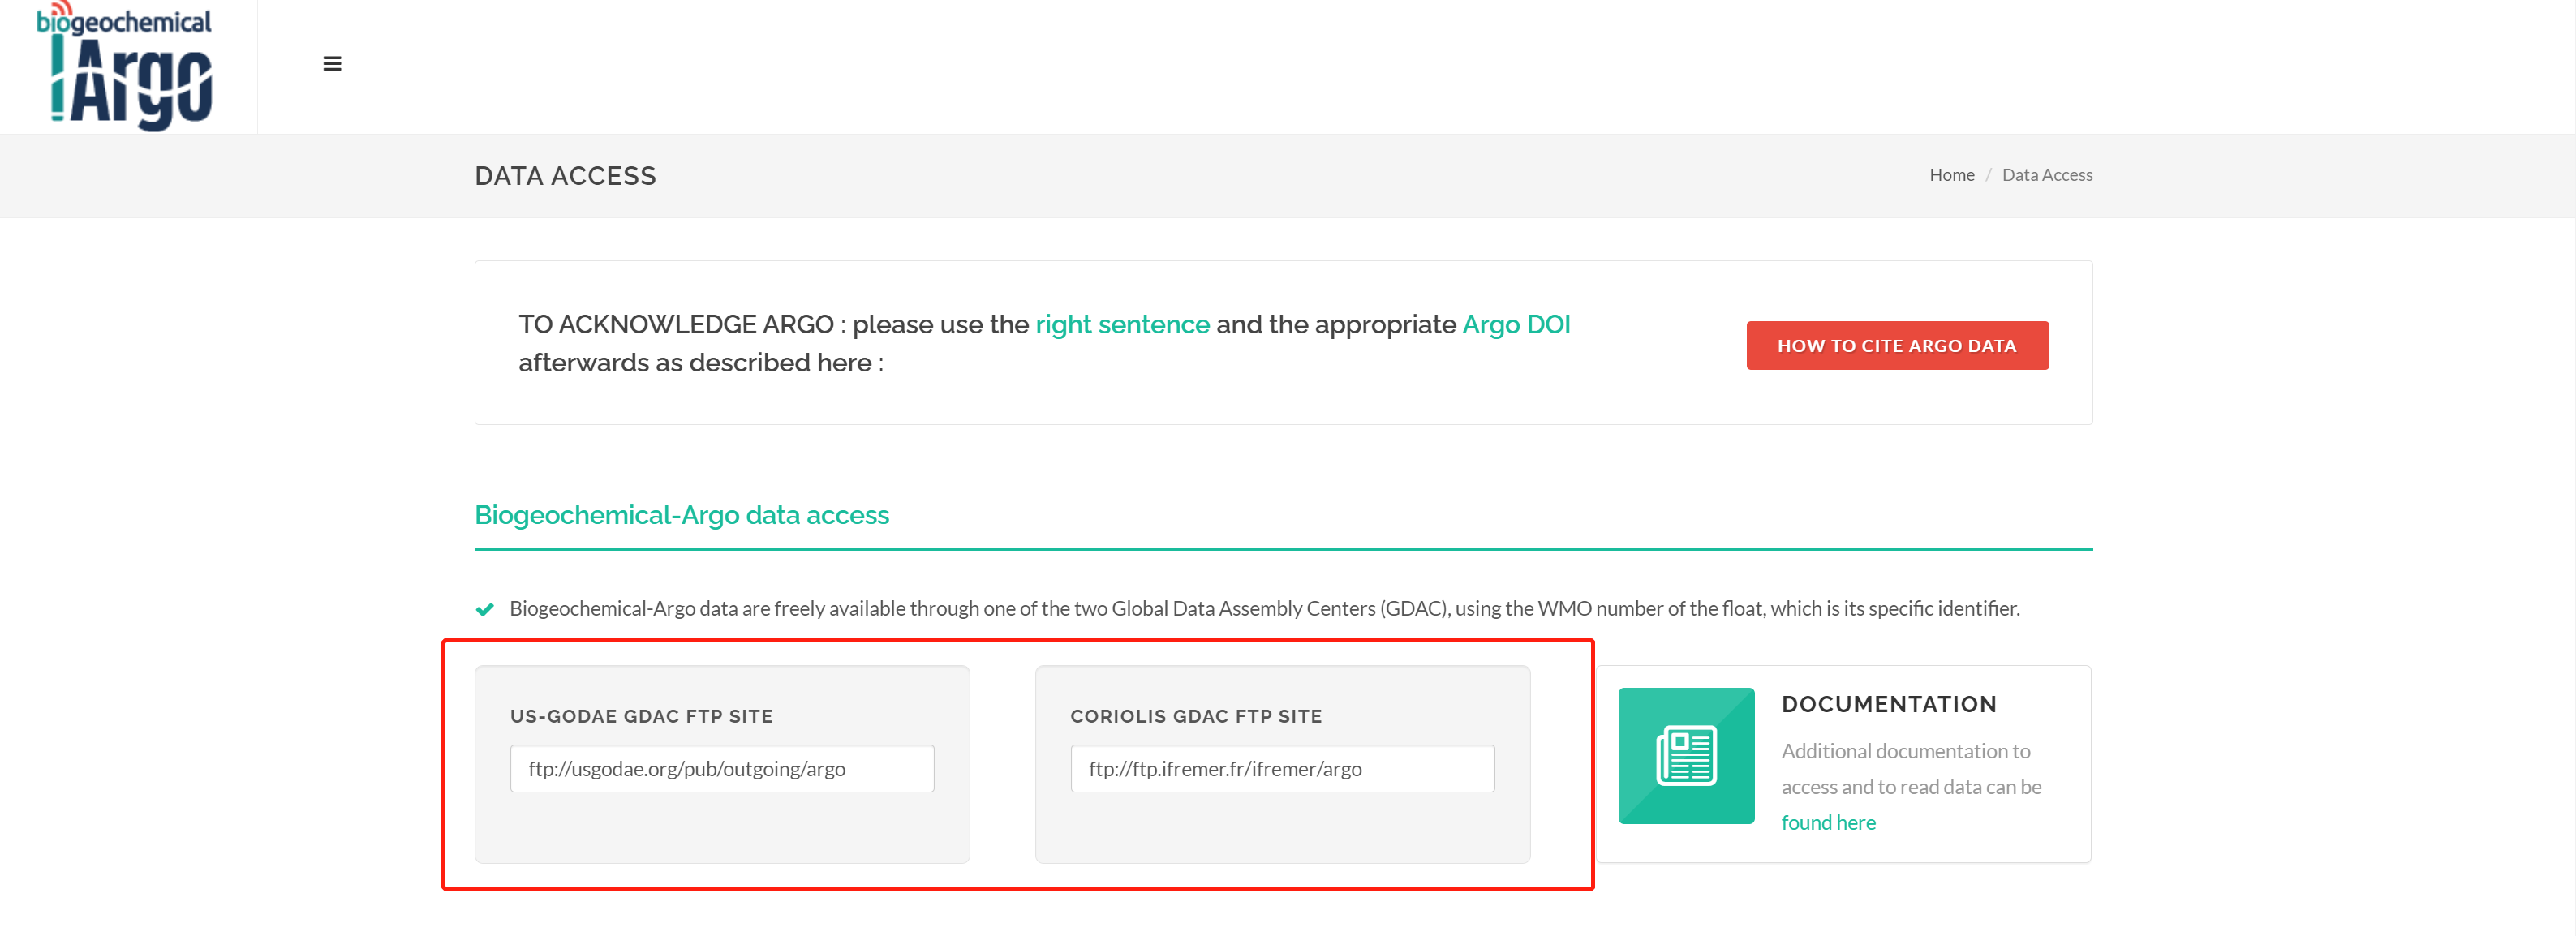 biogeochemical
Argo
DATA ACCESS
Home / Data Access
TO ACKNOWLEDGE ARGO : please use the right sentence and the appropriate Argo DOI
afterwards as described here :
HOW TO CITE ARGO DATA
Biogeochemical-Argo data access
Biogeochemical-Argo data are freely available through one of the two Global Data Assembly Centers (GDAC), using the WMO number of the float, which is its specific identifier.
US-GODAE GDAC FTP SITE
ftp://usgodae.org/pub/outgoing/argo
CORIOLIS GDAC FTP SITE
ftp://ftp.ifremer.fr/ifremer/argo
DOCUMENTATION
Additional documentation to
access and to read data can be
found here